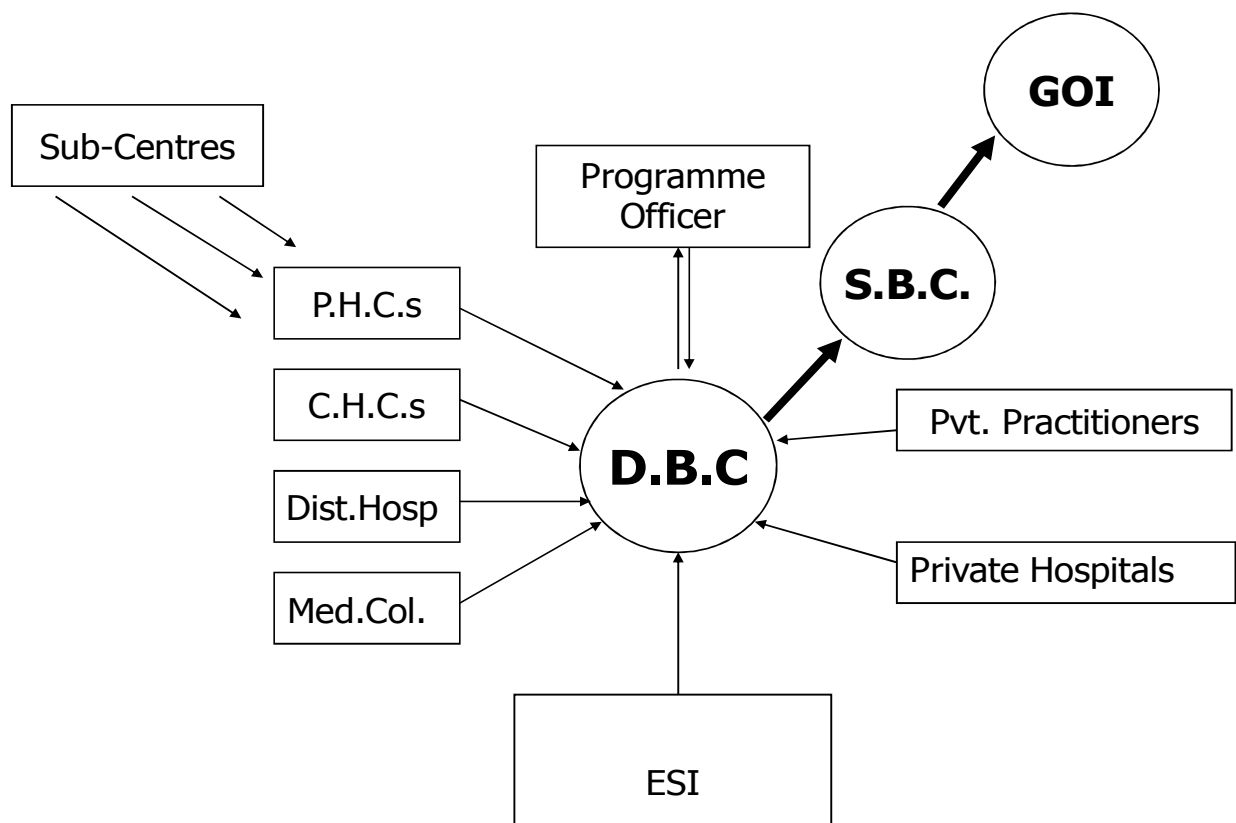 GOI
Sub-Centres
Programme
Officer
S.B.C.
P.H.C.s
C.H.C.s
Pvt. Practitioners
D.B.C
Dist.Hosp
Private Hospitals
Med.Col.
ESI